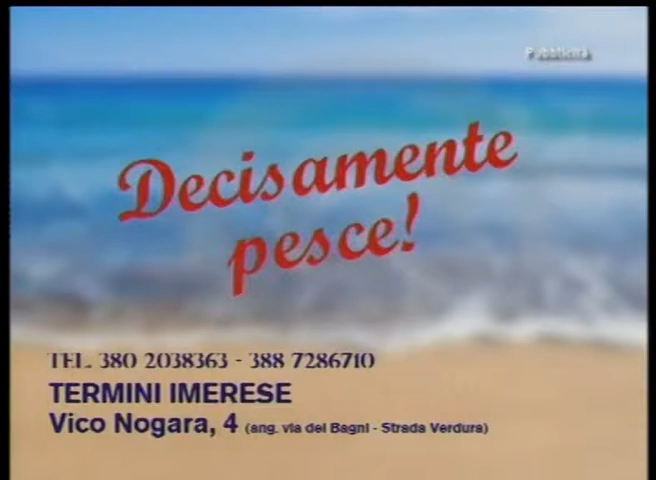 Pubblicità
Decisamente
pesce!
TEL. 380 2038363 - 388 7286710
TERMINI IMERESE
Vico Nogara, 4 (ang. via dei Bagni - Strada Verdura)